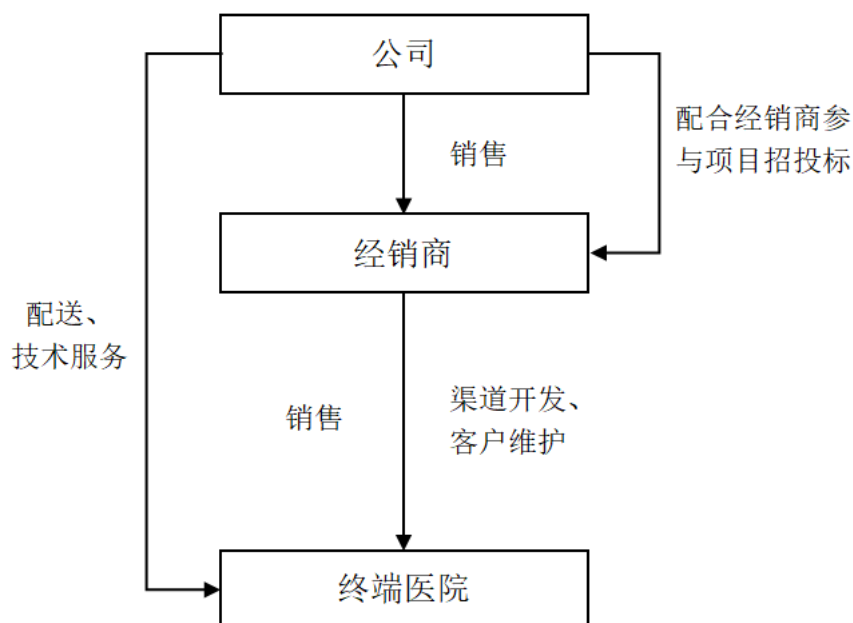 公司
配合经销商参
与项目招投标
销售
经销商
配送、
技术服务
销售
渠道开发、
客户维护
终端医院